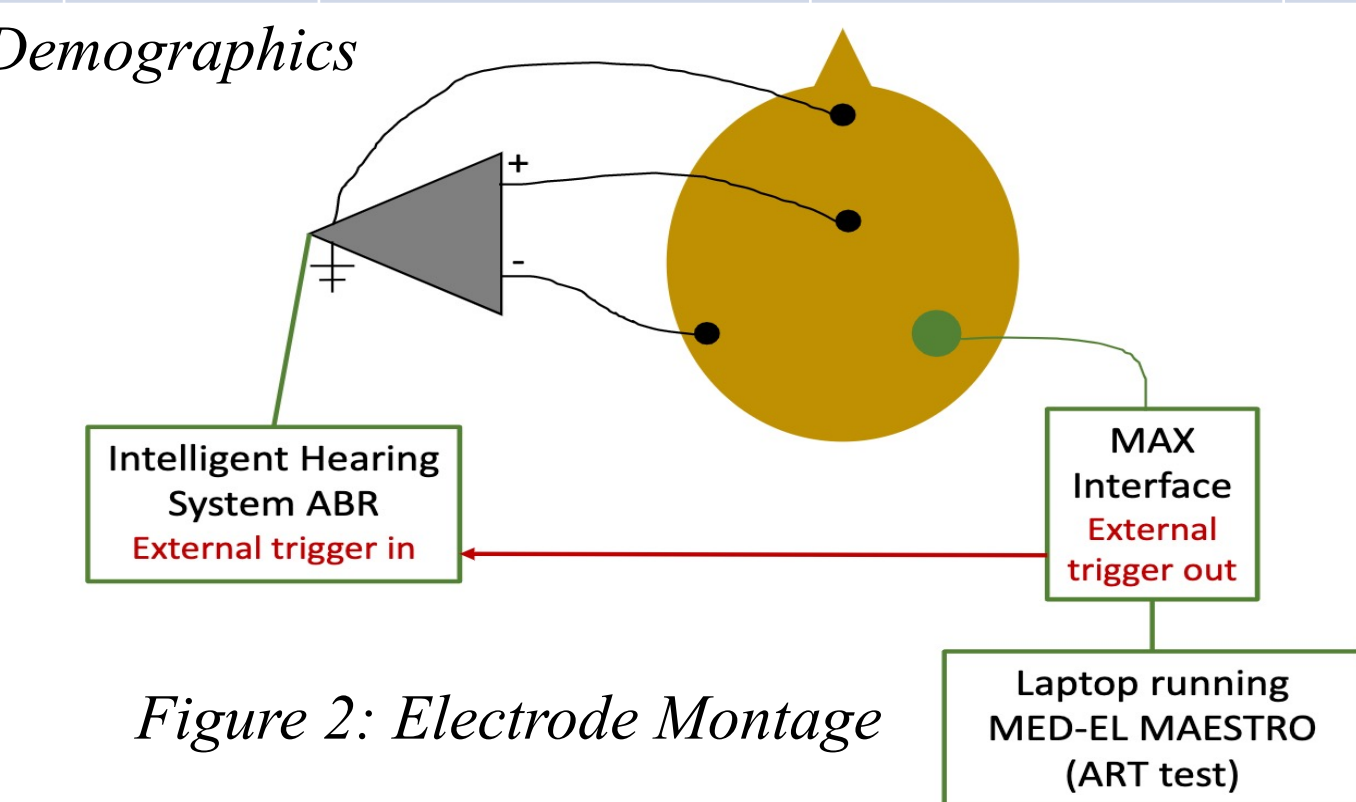 Demographics
+
-
Intelligent Hearing
System ABR
External trigger in
MAX
Interface
External
trigger out
Figure 2: Electrode Montage
Laptop running
MED-EL MAESTRO
(ART test)